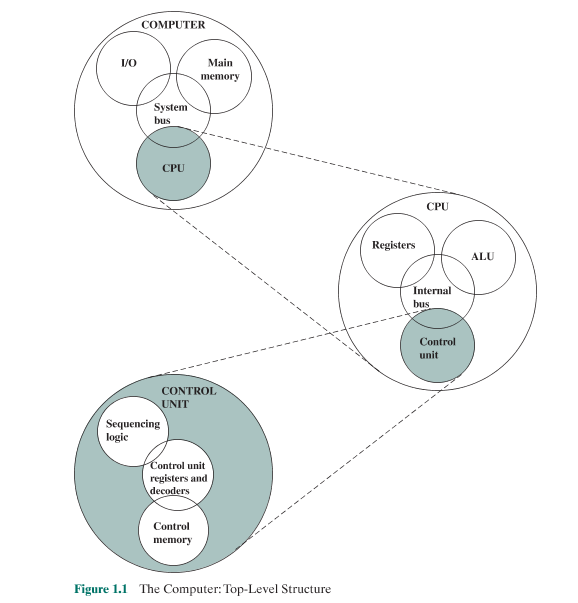 COMPUTER
I/O
Main
memory
System
bus
CPU
CPU
Registers
ALU
Internal
bus
Control
unit
CONTROL
UNIT
Sequencing
logic
Control unit
registers and
decoders
Control
memory
Figure 1.1 The Computer: Top-Level Structure